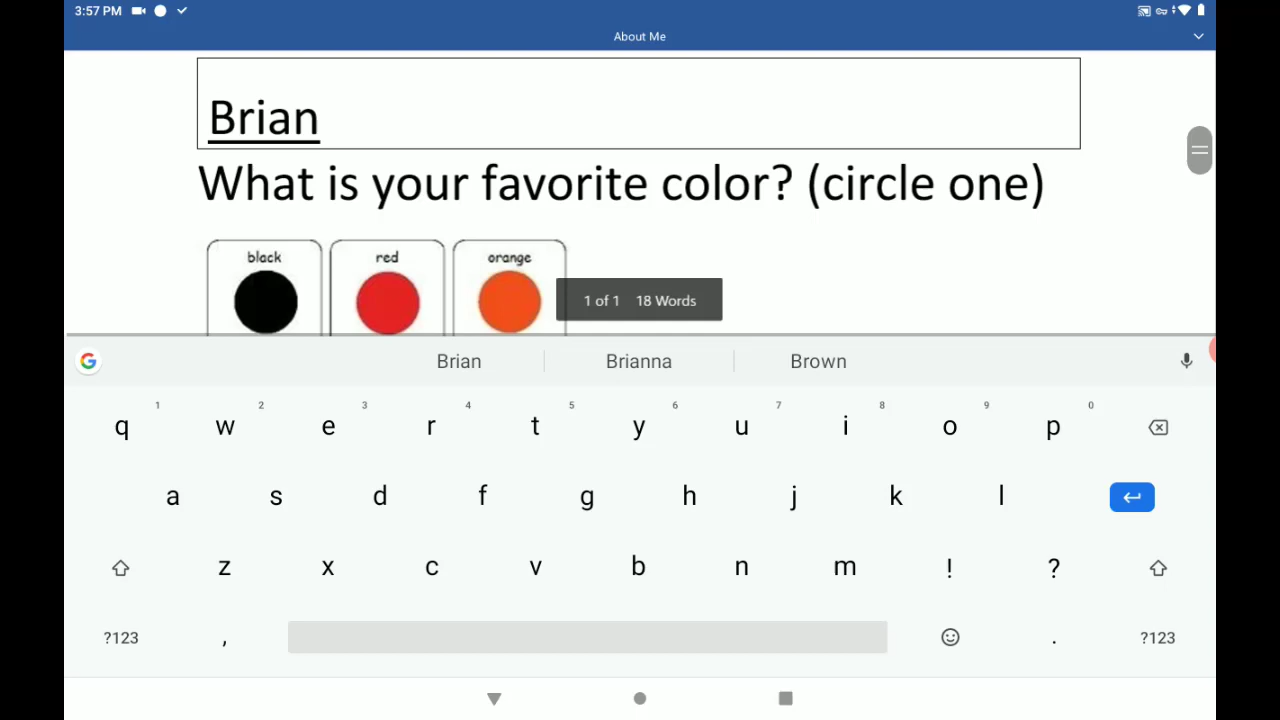 3:57 PM
About Me
Brian
What is your favorite color? (circle one)
black red orange
1 of 1 18 Words
G Brian Brianna Brown
1 2 3 4 5 6 7 8 9 0
q w e r t y u i o p
a s d f g h j k l
z x c v b n m ! ?
?123 , . ?123